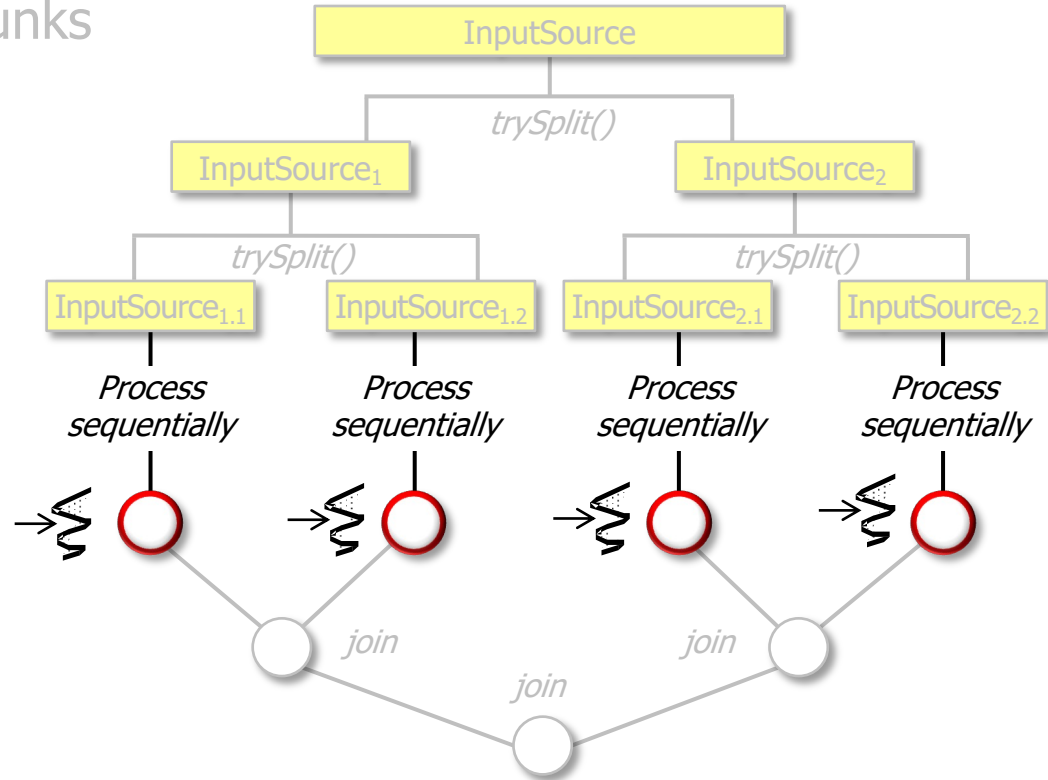 InputSource
trySplit()
InputSource1 InputSource2
trySplit() trySplit()
InputSource1.1 InputSource1.2 InputSource2.1 InputSource2.2
Process Process Process Process
sequentially sequentially sequentially sequentially
join join
join